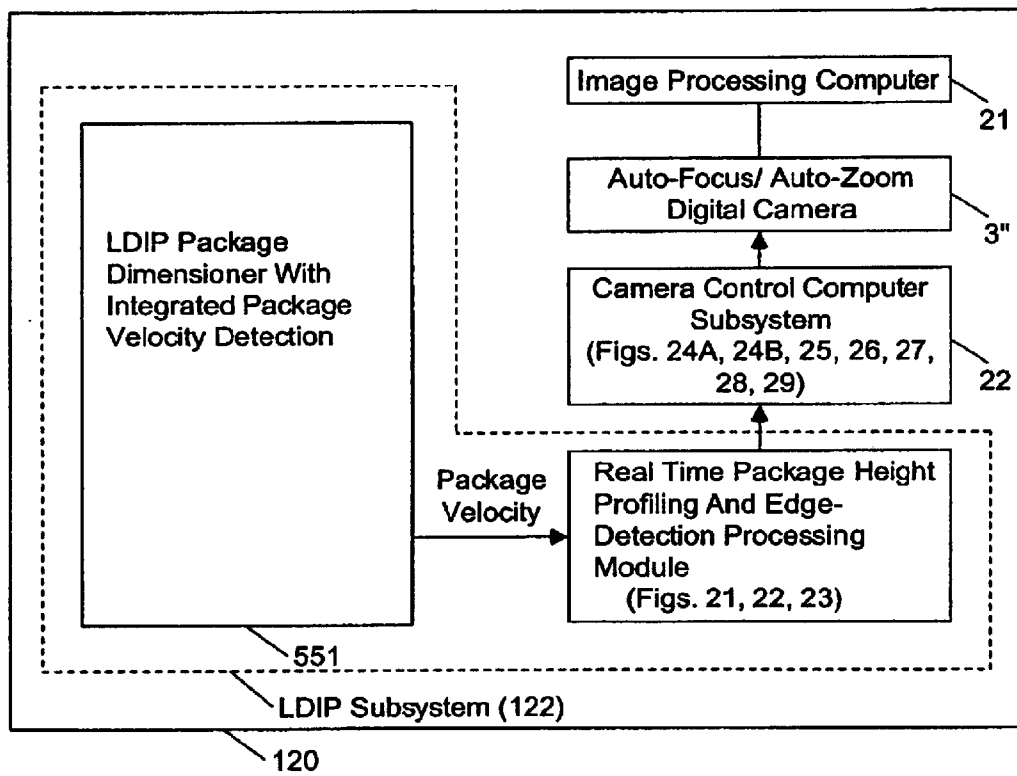 Image Processing Computer
21
Auto-Focus/ Auto-Zoom
Digital Camera
3"
Camera Control Computer
Subsystem
(Figs. 24A, 24B, 25, 26, 27,
28, 29)
22
LDIP Package
Dimensioner With
Integrated Package
Velocity Detection
Package
Velocity
Real Time Package Height
Profiling And Edge-
Detection Processing
Module
(Figs. 21, 22, 23)
551
LDIP Subsystem (122)
120